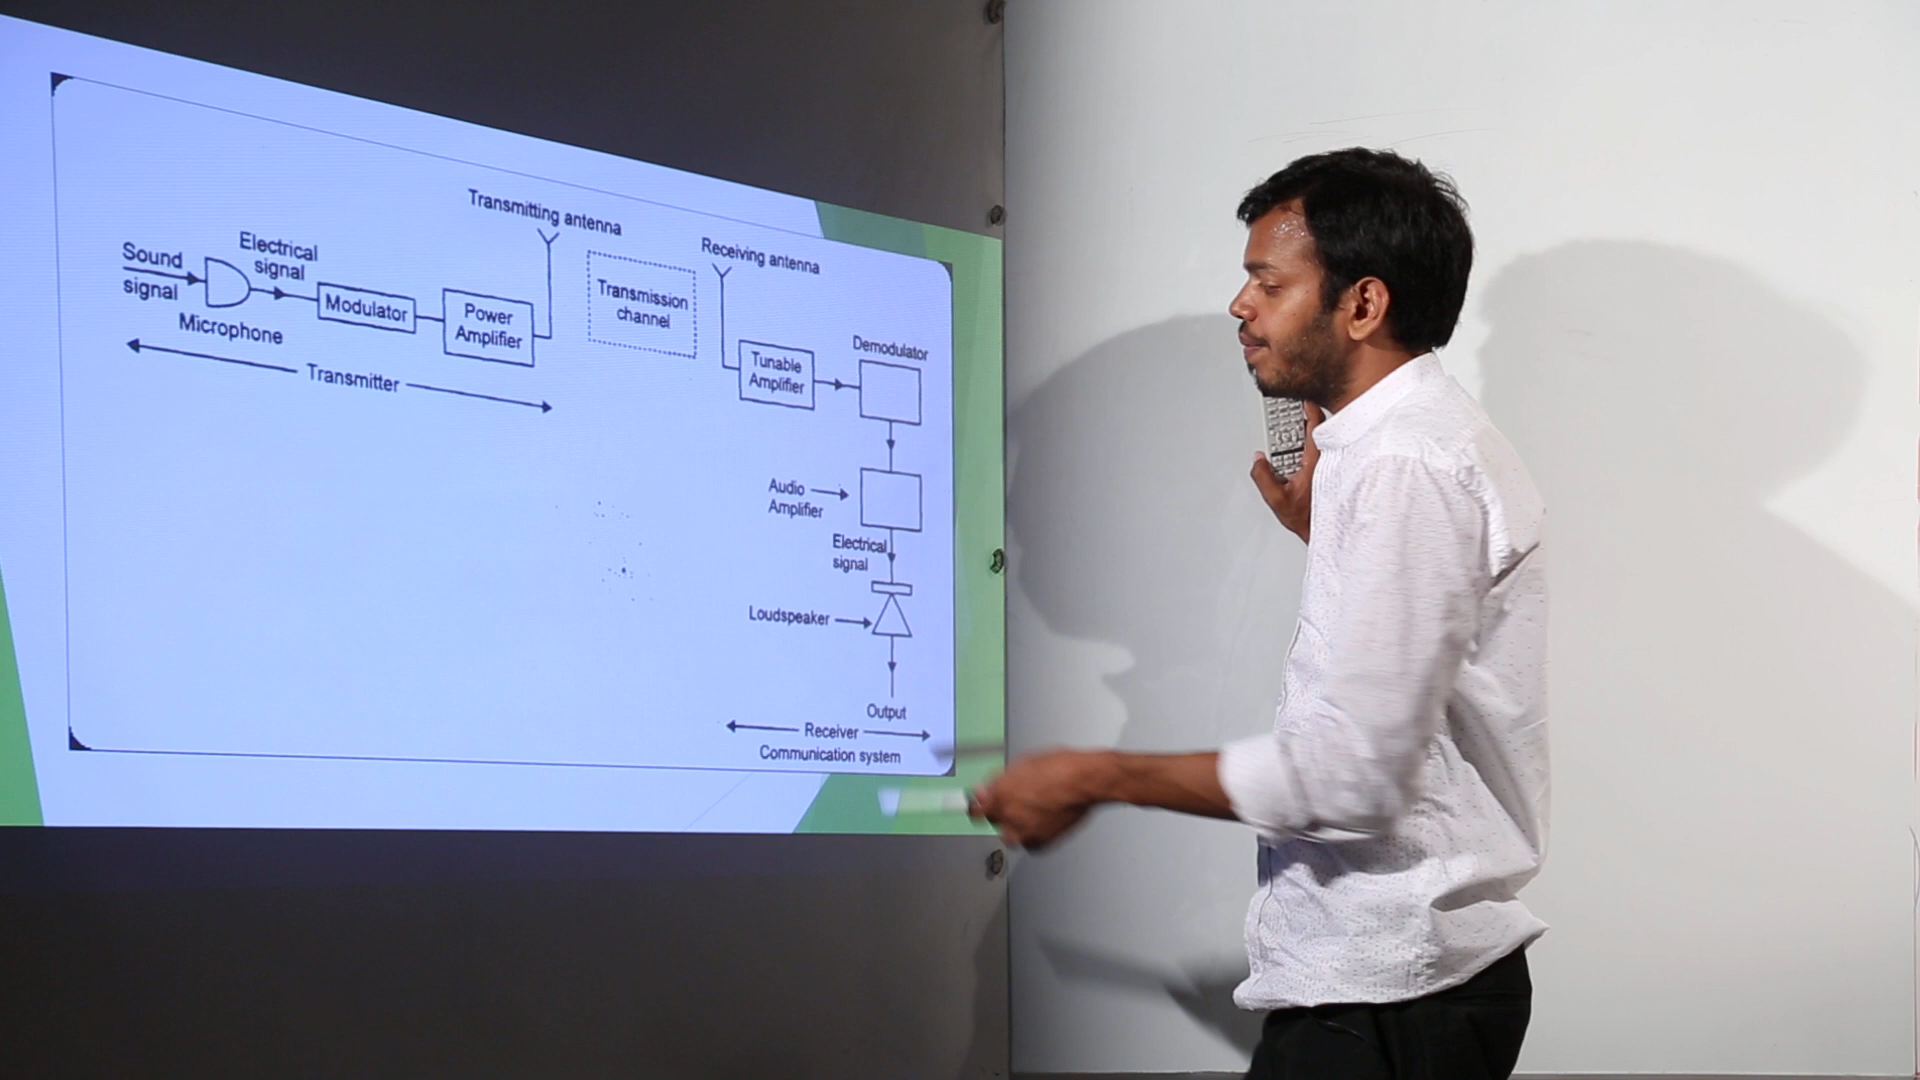 Transmitting antenna
Receiving antenna
Sound
signal
Electrical
signal
Microphone
Modulator
Power
Amplifier
Transmission
channel
Transmitter
Tunable
Amplifier
Demodulator
Audio
Amplifier
Electrical
signal
Loudspeaker
Output
Receiver
Communication system